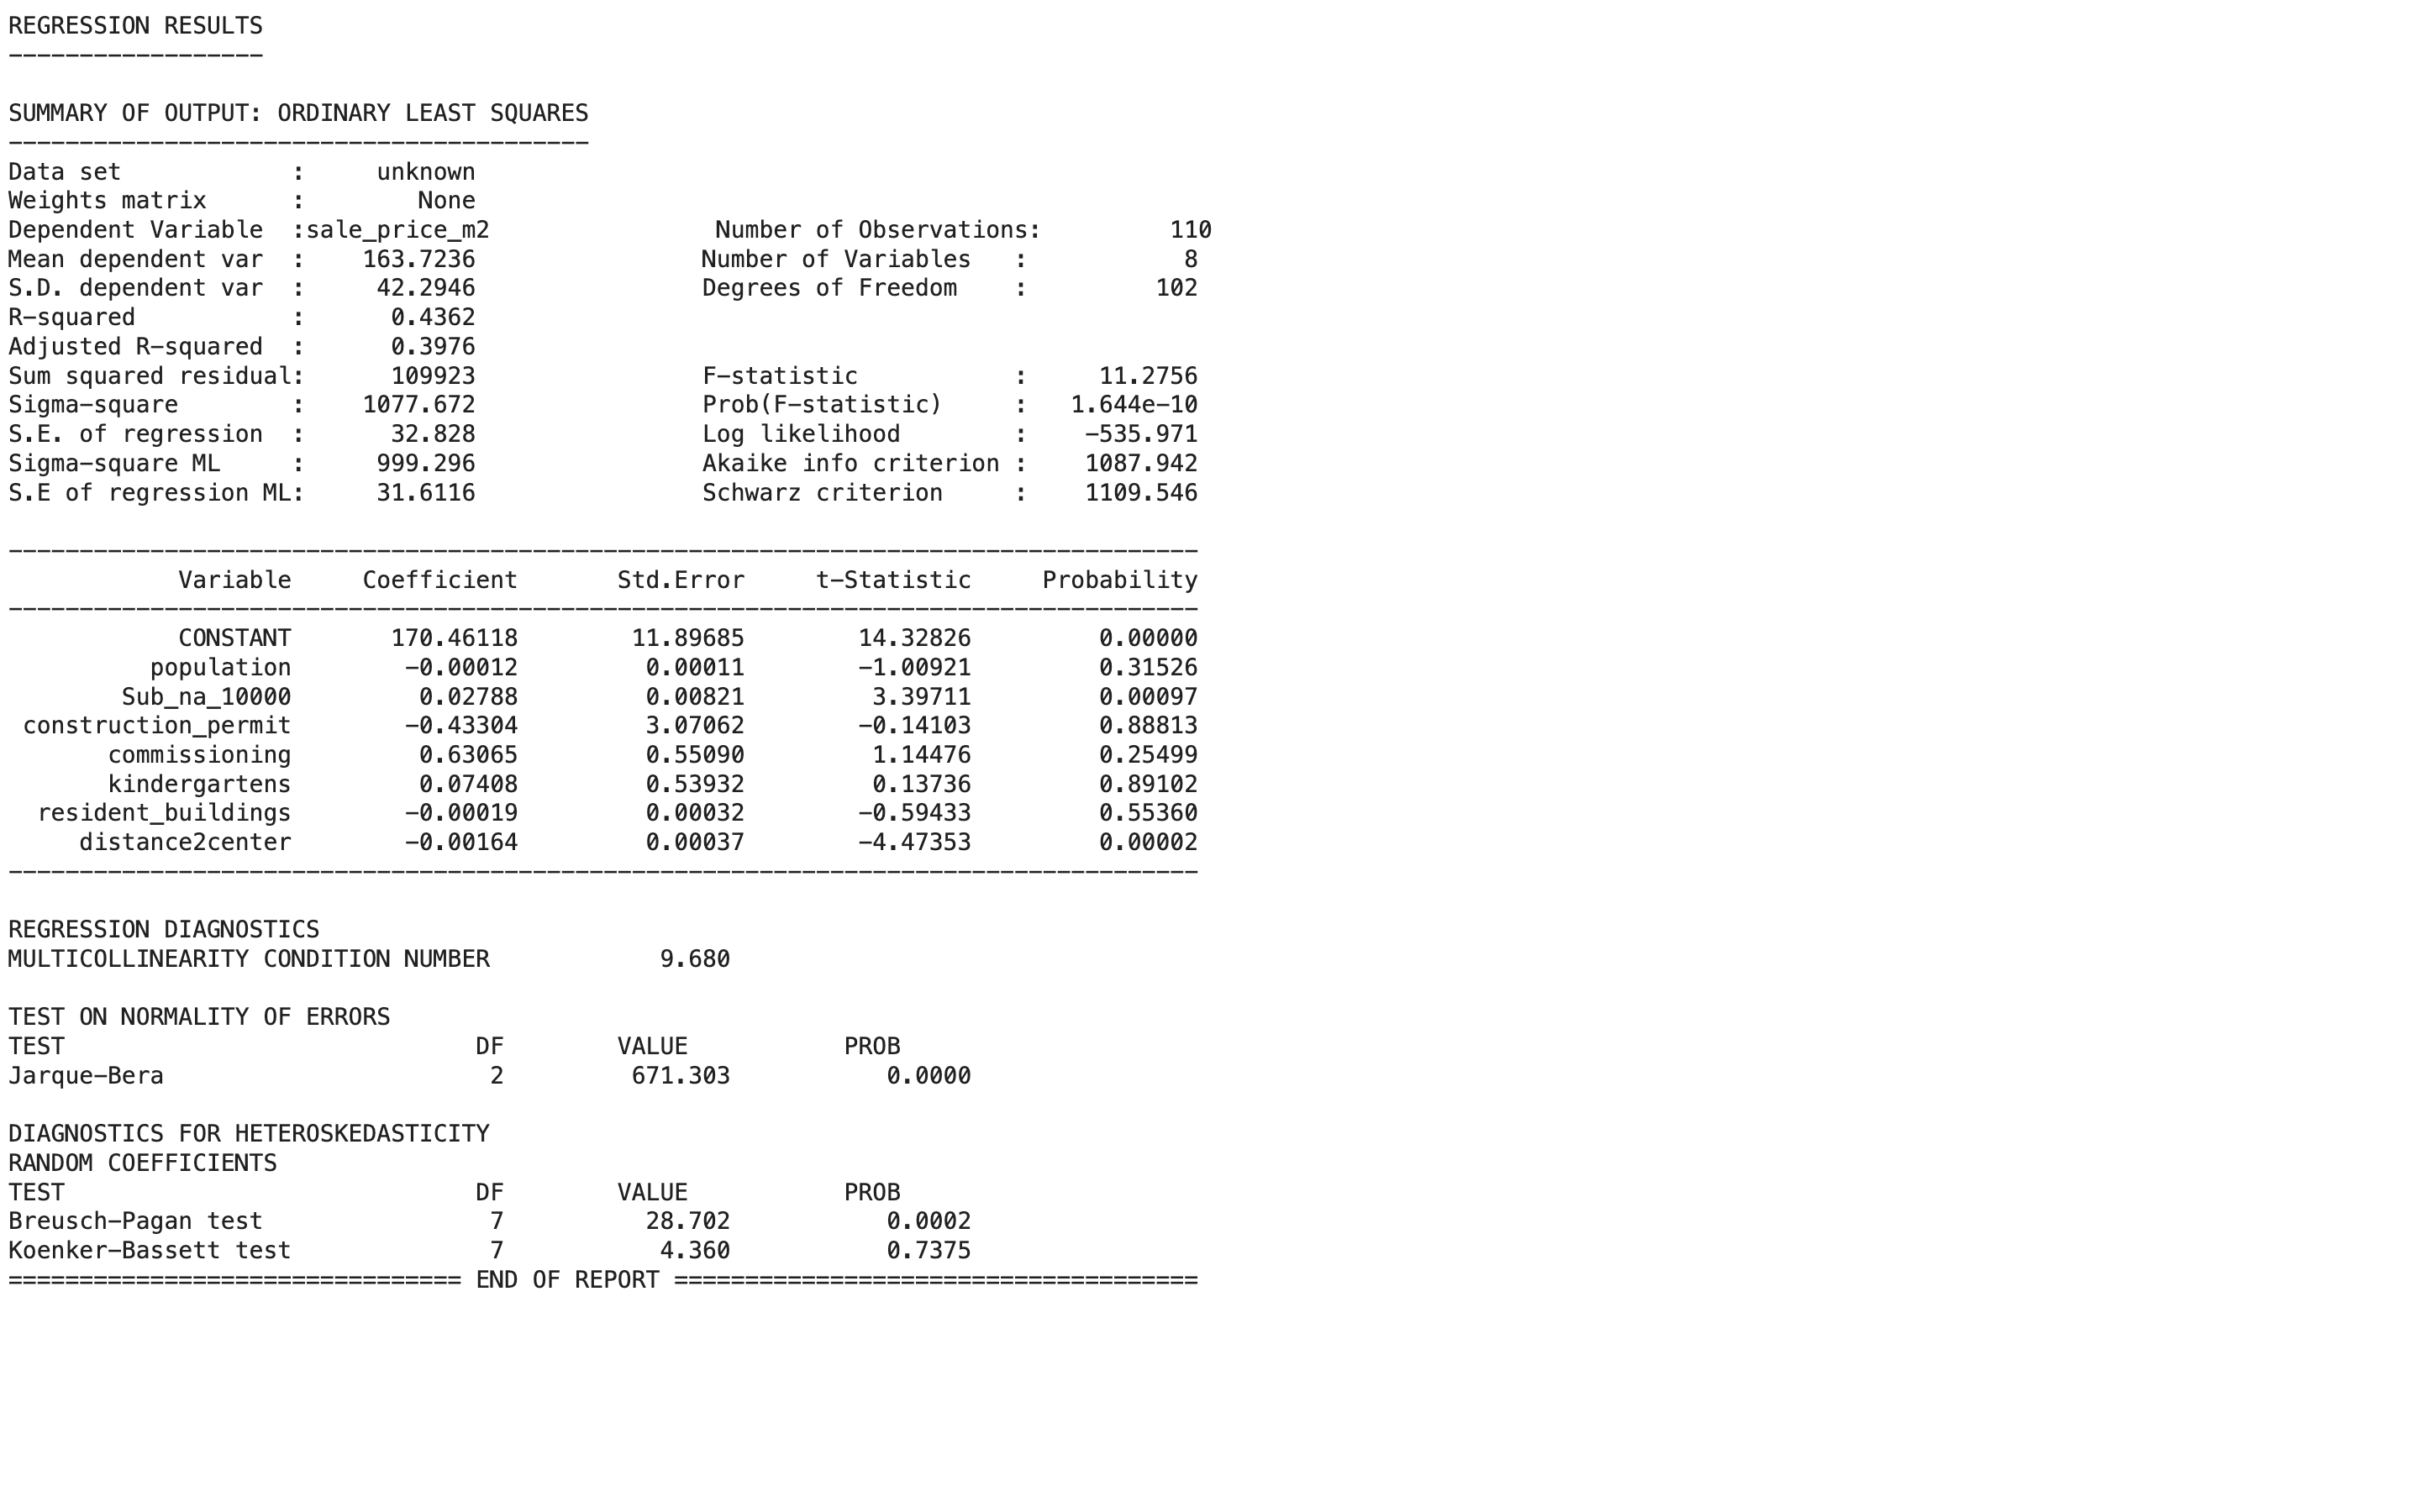 REGRESSION RESULTS
------------------
SUMMARY OF OUTPUT: ORDINARY LEAST SQUARES
-----------------------------------------
Data set            :     unknown
Weights matrix      :        None
Dependent Variable  :sale_price_m2                Number of Observations:         110
Mean dependent var  :    163.7236                Number of Variables   :           8
S.D. dependent var  :     42.2946                Degrees of Freedom    :         102
R-squared           :      0.4362
Adjusted R-squared  :      0.3976
Sum squared residual:      109923                F-statistic           :     11.2756
Sigma-square        :    1077.672                Prob(F-statistic)     :   1.644e-10
S.E. of regression  :      32.828                Log likelihood        :    -535.971
Sigma-square ML     :     999.296                Akaike info criterion :    1087.942
S.E of regression ML:     31.6116                Schwarz criterion     :    1109.546
------------------------------------------------------------------------------------
            Variable     Coefficient       Std.Error     t-Statistic     Probability
------------------------------------------------------------------------------------
            CONSTANT       170.46118        11.89685        14.32826         0.00000
          population        -0.00012         0.00011        -1.00921         0.31526
        Sub_na_10000         0.02788         0.00821         3.39711         0.00097
 construction_permit        -0.43304         3.07062        -0.14103         0.88813
       commissioning         0.63065         0.55090         1.14476         0.25499
       kindergartens         0.07408         0.53932         0.13736         0.89102
  resident_buildings        -0.00019         0.00032        -0.59433         0.55360
     distance2center        -0.00164         0.00037        -4.47353         0.00002
------------------------------------------------------------------------------------
REGRESSION DIAGNOSTICS
MULTICOLLINEARITY CONDITION NUMBER            9.680
TEST ON NORMALITY OF ERRORS
TEST                             DF        VALUE           PROB
Jarque-Bera                       2         671.303           0.0000
DIAGNOSTICS FOR HETEROSKEDASTICITY
RANDOM COEFFICIENTS
TEST                             DF        VALUE           PROB
Breusch-Pagan test                7          28.702           0.0002
Koenker-Bassett test              7           4.360           0.7375
================================ END OF REPORT =====================================